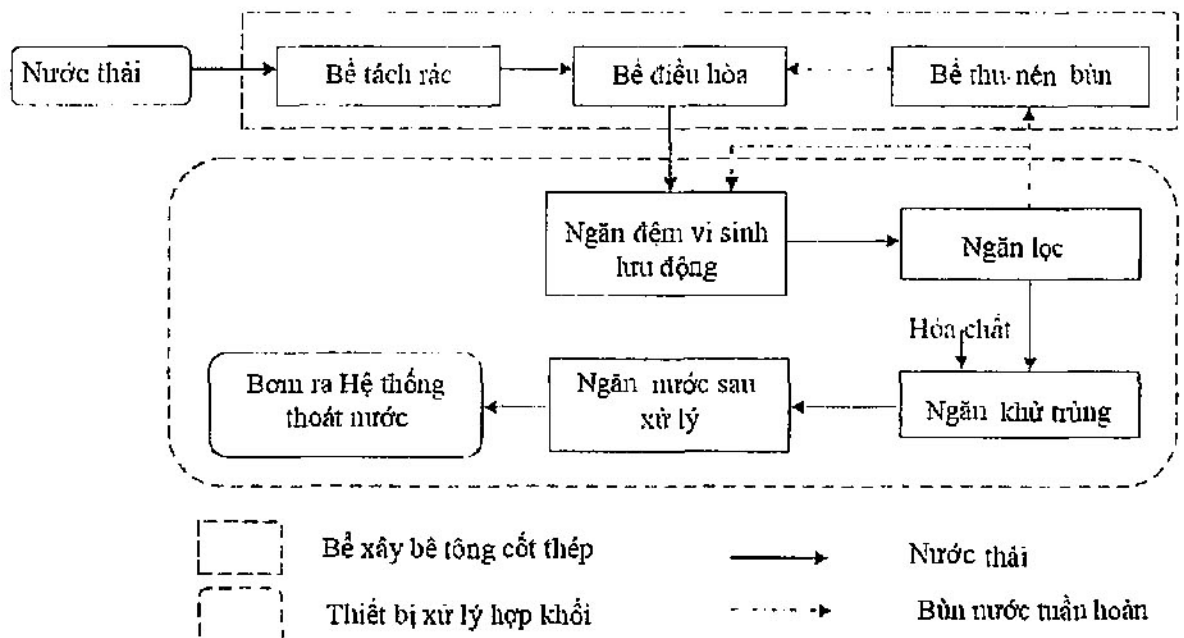 Nước thải
Bể tách rác
Bể điều hòa
Bể thu nén bùn
Ngăn đệm vi sinh
lưu động
Ngăn lọc
Hóa chất
Bơm ra Hệ thống
thoát nước
Ngăn nước sau
xử lý
Ngăn khử trùng
Bể xây bê tông cốt thép
Nước thải
Thiết bị xử lý hợp khối
Bùn nước tuần hoàn